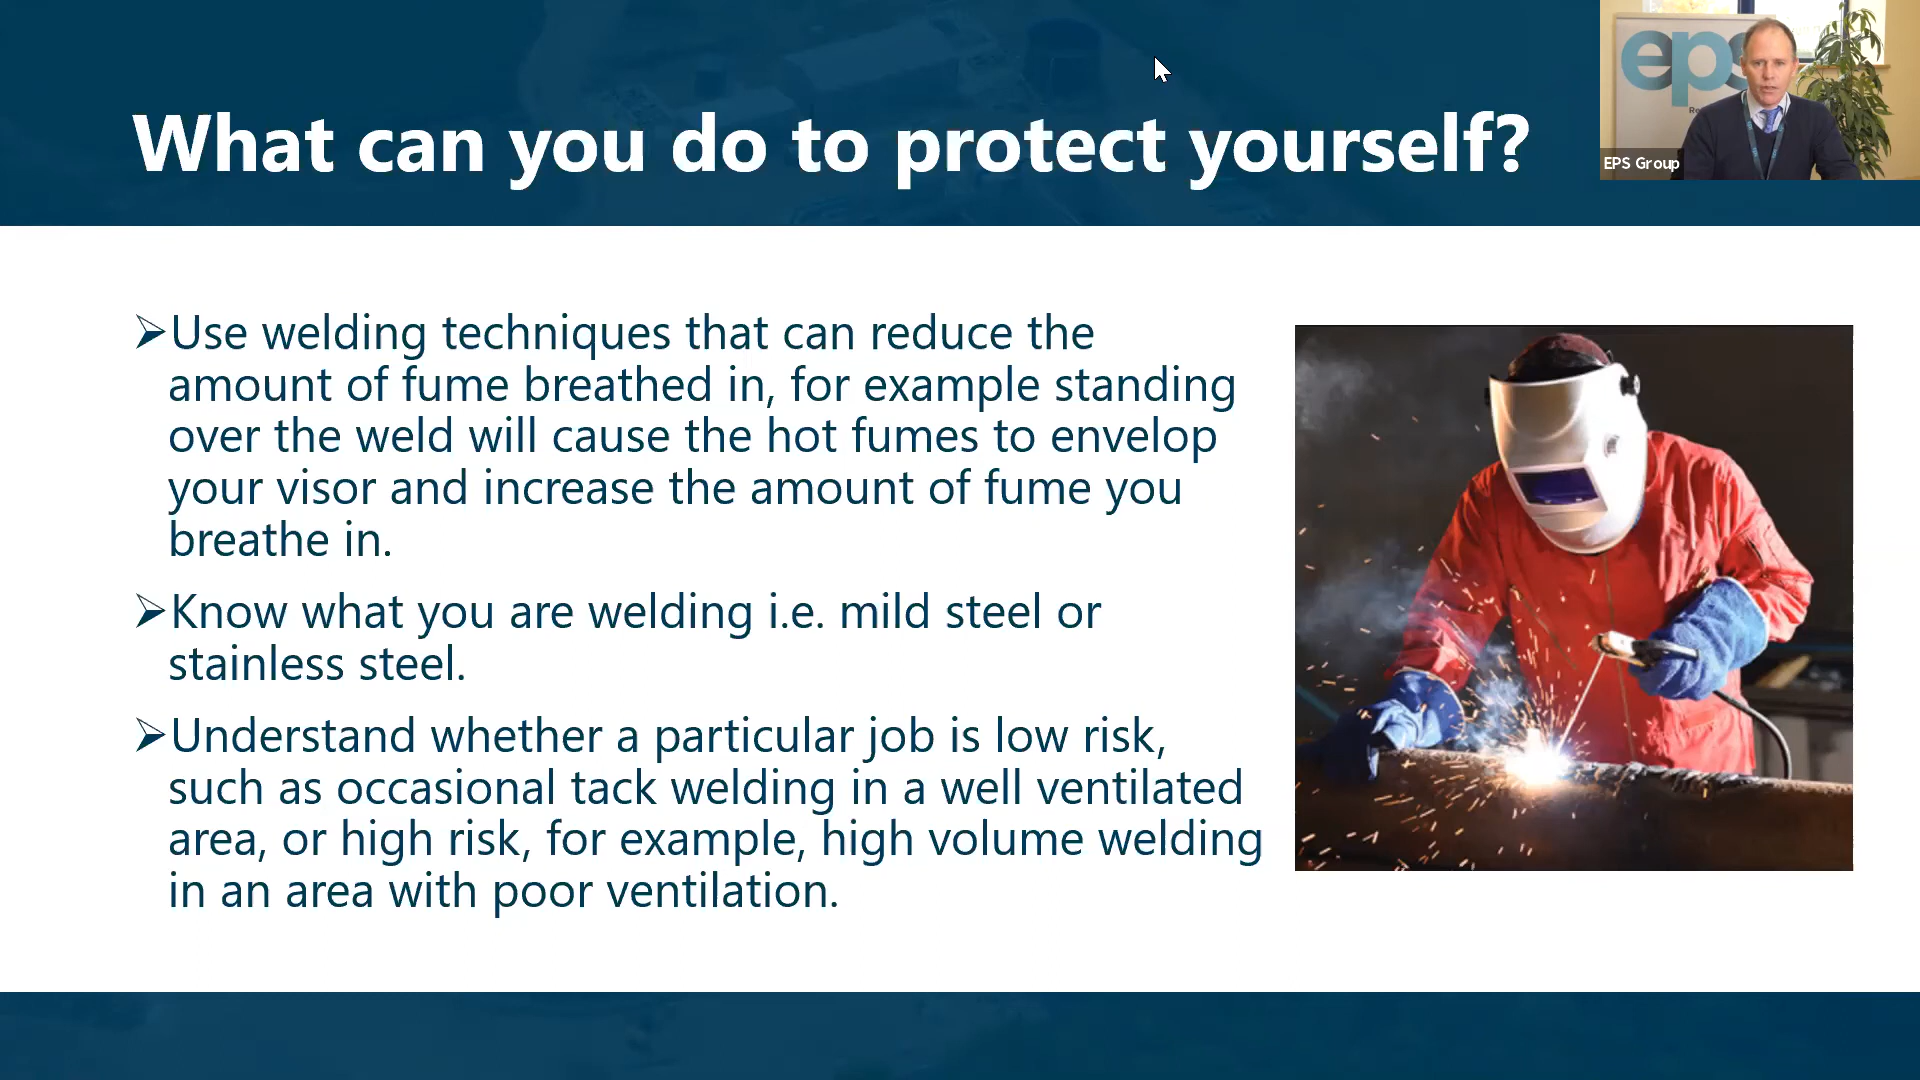 What can you do to protect yourself?
eps
EPS Group
➢Use welding techniques that can reduce the
amount of fume breathed in, for example standing
over the weld will cause the hot fumes to envelop
your visor and increase the amount of fume you
breathe in.
➢Know what you are welding i.e. mild steel or
stainless steel.
➢Understand whether a particular job is low risk,
such as occasional tack welding in a well ventilated
area, or high risk, for example, high volume welding
in an area with poor ventilation.